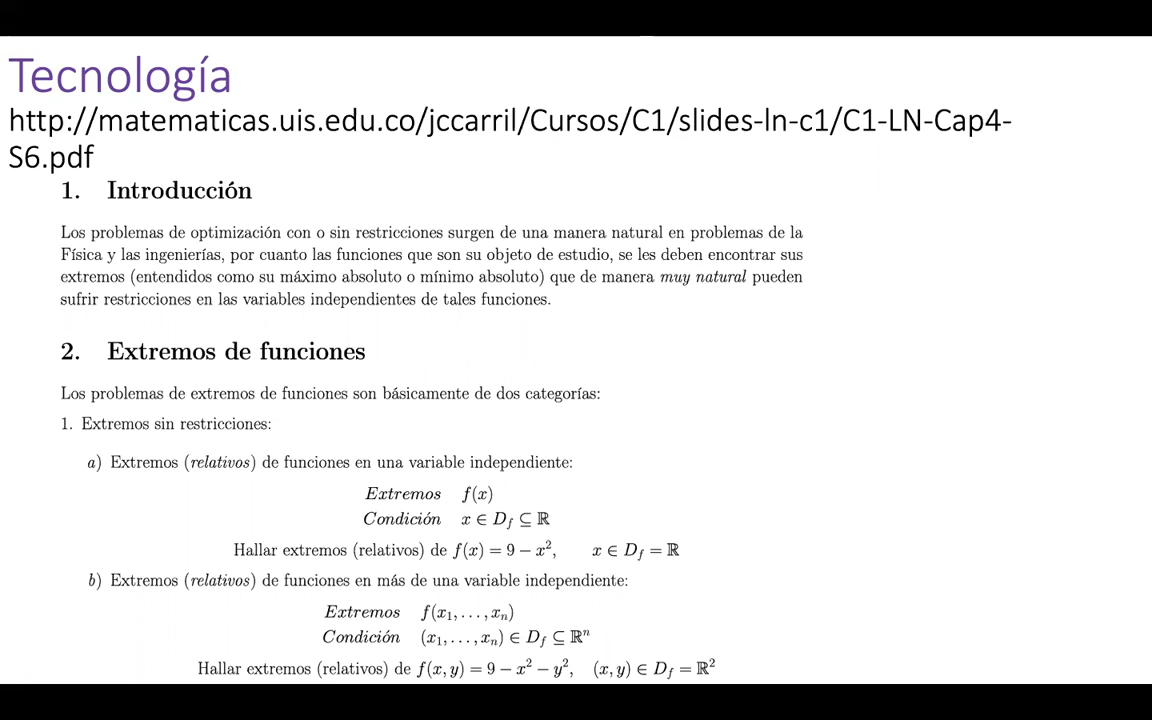 Tecnología
http://matematicas.uis.edu.co/jccarril/Cursos/C1/slides-ln-c1/C1-LN-Cap4-
S6.pdf
1. Introducción
Los problemas de optimización con o sin restricciones surgen de una manera natural en problemas de la
Física y las ingenierías, por cuanto las funciones que son su objeto de estudio, se les deben encontrar sus
extremos (entendidos como su máximo absoluto o mínimo absoluto) que de manera muy natural pueden
sufrir restricciones en las variables independientes de tales funciones.
2. Extremos de funciones
Los problemas de extremos de funciones son básicamente de dos categorías:
1. Extremos sin restricciones:
a) Extremos (relativos) de funciones en una variable independiente:
Extremos f(x)
Condición x ∈ D_f ⊆ ℝ
Hallar extremos (relativos) de f(x) = 9 − x², x ∈ D_f = ℝ
b) Extremos (relativos) de funciones en más de una variable independiente:
Extremos f(x₁, . . . , xₙ)
Condición (x₁, . . . , xₙ) ∈ D_f ⊆ ℝⁿ
Hallar extremos (relativos) de f(x, y) = 9 − x² − y², (x, y) ∈ D_f = ℝ²